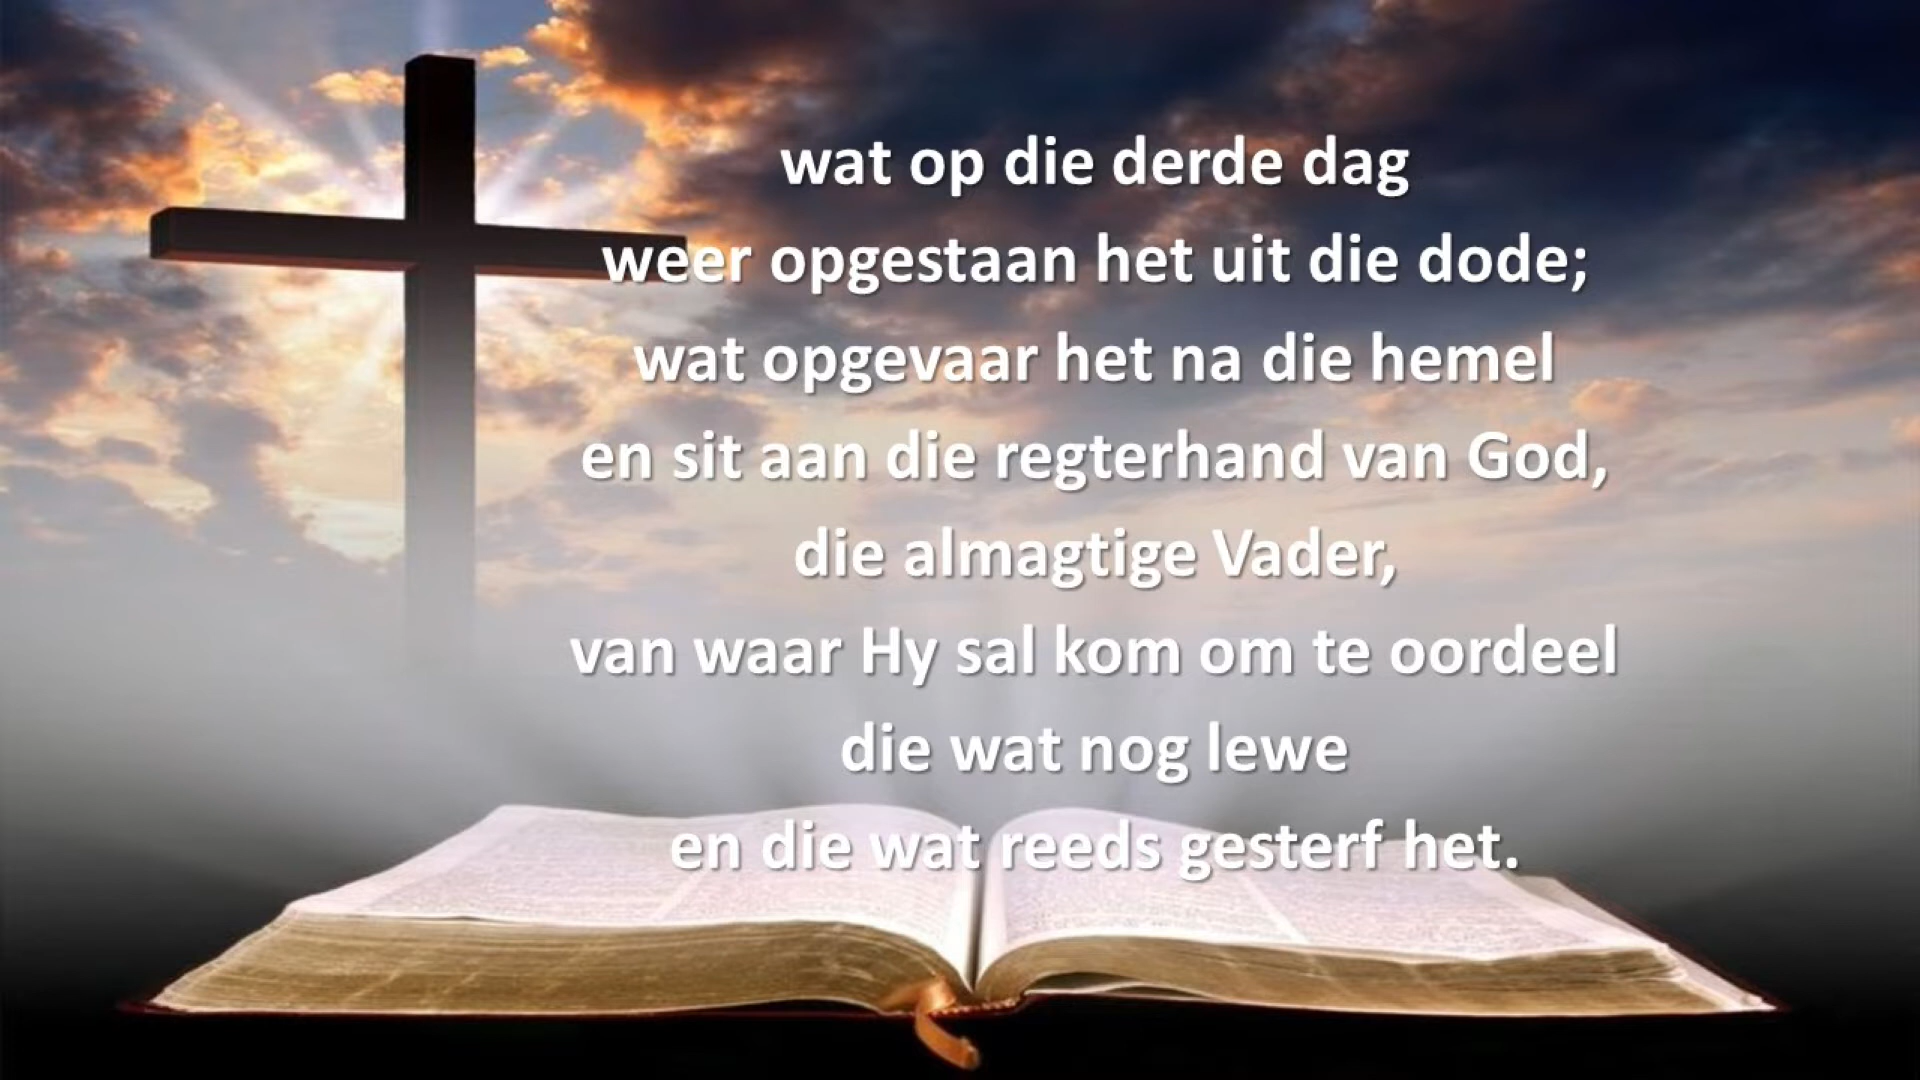 wat op die derde dag
weer opgestaan het uit die dode;
wat opgevaar het na die hemel
en sit aan die regterhand van God,
die almagtige Vader,
van waar Hy sal kom om te oordeel
die wat nog lewe
en die wat reeds gesterf het.